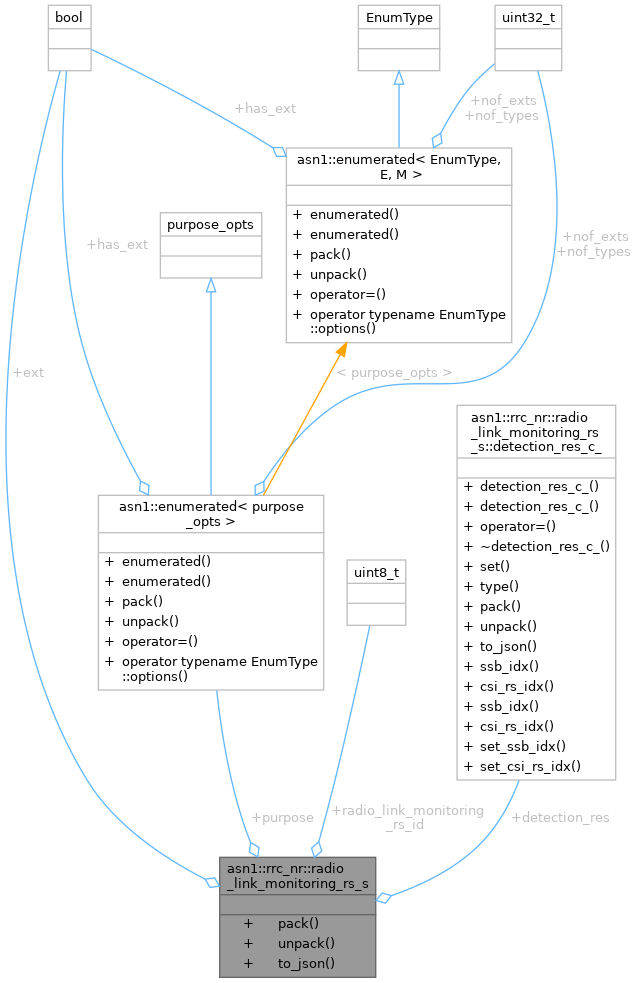 bool
EnumType
uint32_t
+has_ext
+nof_exts
+nof_types
asn1::enumerated< EnumType,
E, M >
+ enumerated()
+ enumerated()
+ pack()
+ unpack()
+ operator=()
+ operator typename EnumType
::options()
purpose_opts
+has_ext
+nof_exts
+nof_types
+ext
< purpose_opts >
asn1::rrc_nr::radio
_link_monitoring_rs
_s::detection_res_c_
+ detection_res_c_()
+ detection_res_c_()
+ operator=()
+ ~detection_res_c_()
+ set()
+ type()
+ pack()
+ unpack()
+ to_json()
+ ssb_idx()
+ csi_rs_idx()
+ ssb_idx()
+ csi_rs_idx()
+ set_ssb_idx()
+ set_csi_rs_idx()
asn1::enumerated< purpose
_opts >
+ enumerated()
+ enumerated()
+ pack()
+ unpack()
+ operator=()
+ operator typename EnumType
::options()
uint8_t
+purpose
+radio_link_monitoring
_rs_id
+detection_res
asn1::rrc_nr::radio
_link_monitoring_rs_s
+ pack()
+ unpack()
+ to_json()